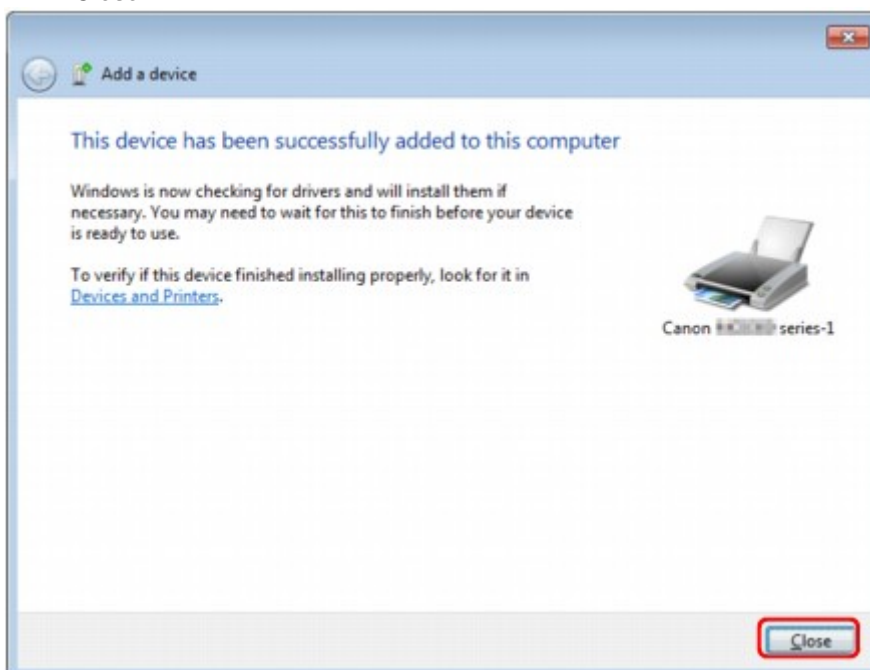 Add a device
This device has been successfully added to this computer
Windows is now checking for drivers and will install them if
necessary. You may need to wait for this to finish before your device
is ready to use.
To verify if this device finished installing properly, look for it in
Devices and Printers.
Canon series-1
Close